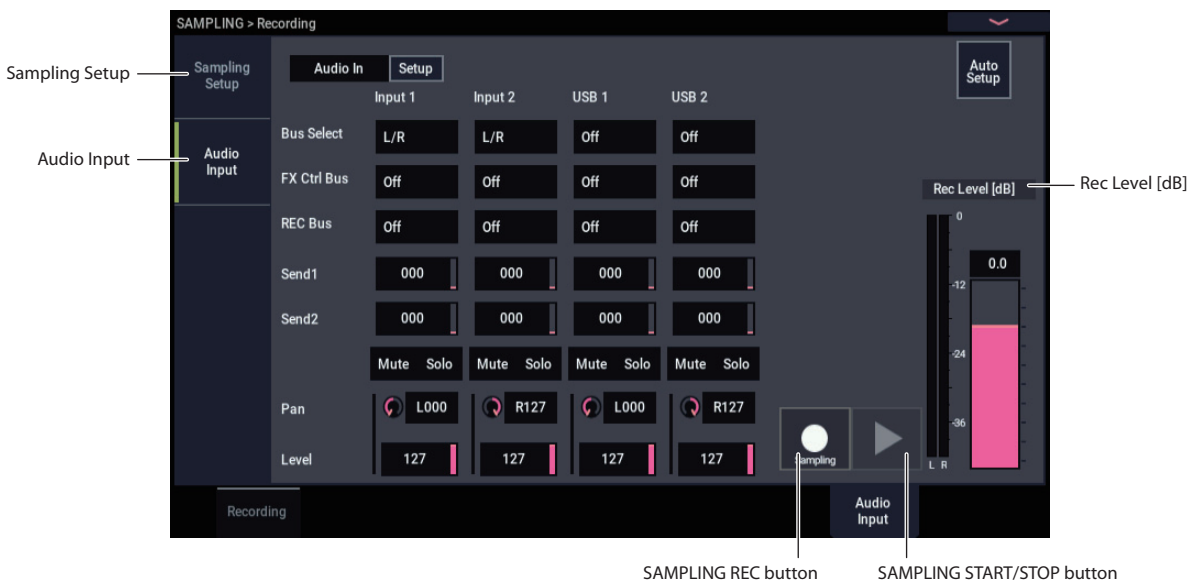 SAMPLING > Recording
Sampling Setup
Sampling
Setup
Audio In Setup
Auto
Setup
Input 1 Input 2 USB 1 USB 2
Bus Select L/R L/R Off Off
Audio Input
Audio
Input
FX Ctrl Bus Off Off Off Off
Rec Level [dB]
Rec Level [dB]
REC Bus Off Off Off Off
0
Send1 000 000 000 000
0.0
-12
Send2 000 000 000 000
-24
Mute Solo Mute Solo Mute Solo Mute Solo
Pan L000 R127 L000 R127
-36
Level 127 127 127 127
Sampling
L R
Recording
Audio
Input
SAMPLING REC button
SAMPLING START/STOP button